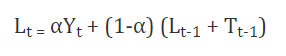 Lₜ = αYₜ + (1-α) (Lₜ₋₁ + Tₜ₋₁)